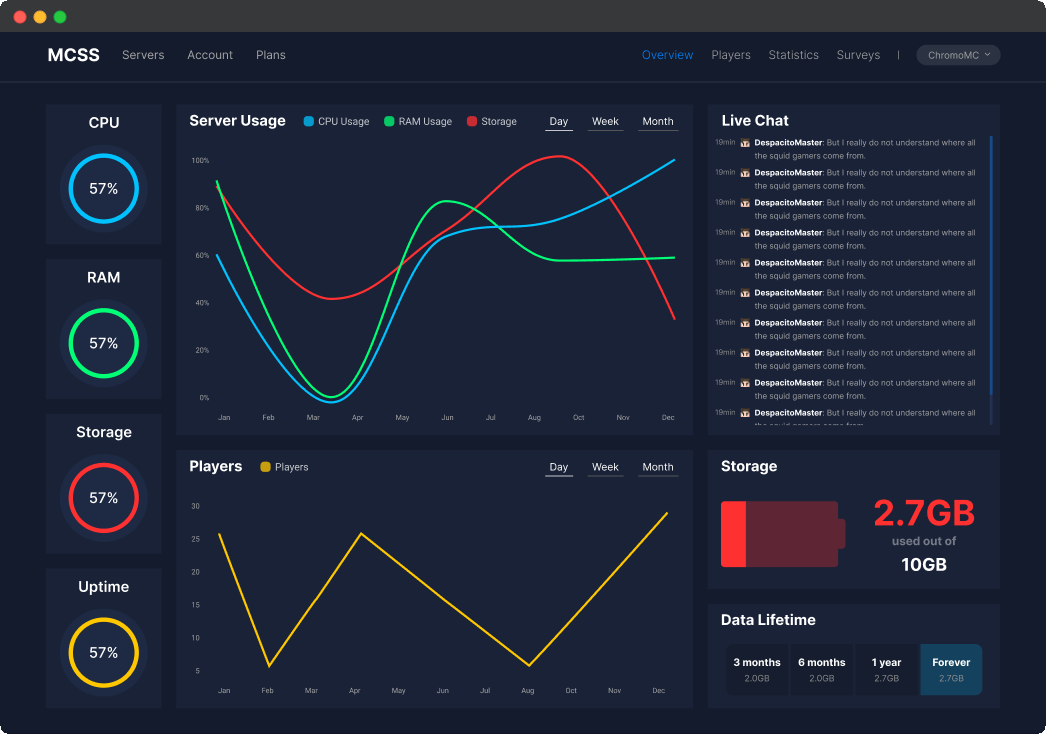 MCSS Servers Account Plans Overview Players Statistics Surveys | ChromoMC
CPU
57%
RAM
57%
Storage
57%
Uptime
57%
Server Usage CPU Usage RAM Usage Storage Day Week Month
100%
80%
60%
40%
20%
0%
Jan Feb Mar Apr May Jun Jul Aug Oct Nov Dec
Players Players Day Week Month
30
25
20
15
10
5
Jan Feb Mar Apr May Jun Jul Aug Oct Nov Dec
Live Chat
19min DespacitoMaster: But I really do not understand where all
the squid gamers come from.
19min DespacitoMaster: But I really do not understand where all
the squid gamers come from.
19min DespacitoMaster: But I really do not understand where all
the squid gamers come from.
19min DespacitoMaster: But I really do not understand where all
the squid gamers come from.
19min DespacitoMaster: But I really do not understand where all
the squid gamers come from.
19min DespacitoMaster: But I really do not understand where all
the squid gamers come from.
19min DespacitoMaster: But I really do not understand where all
the squid gamers come from.
19min DespacitoMaster: But I really do not understand where all
the squid gamers come from.
19min DespacitoMaster: But I really do not understand where all
the squid gamers come from.
19min DespacitoMaster: But I really do not understand where all
Storage
2.7GB
used out of
10GB
Data Lifetime
3 months 6 months 1 year Forever
2.0GB 2.0GB 2.7GB 2.7GB